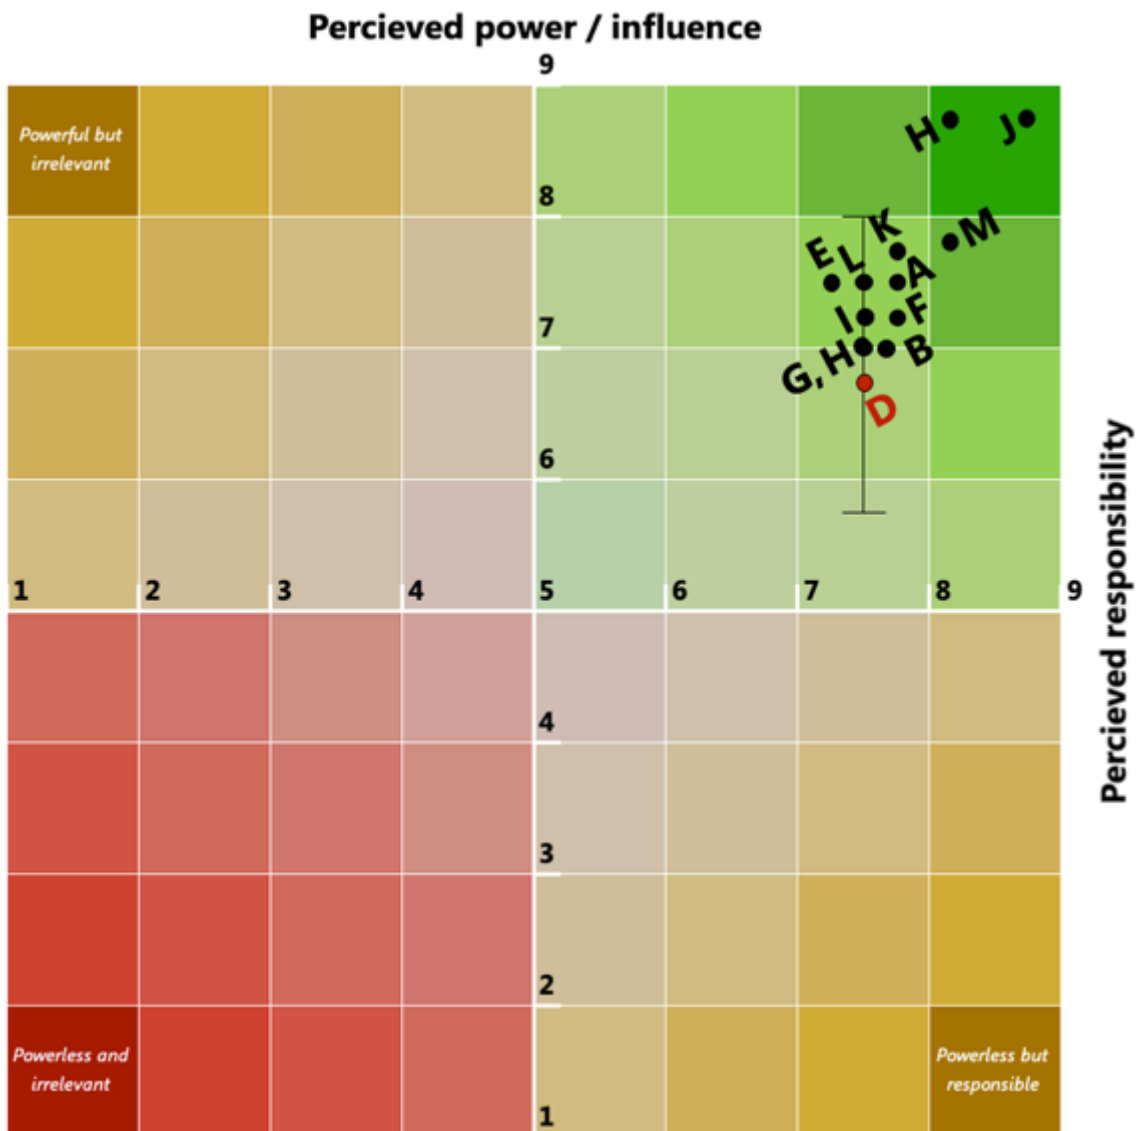 Percieved power / influence
9
Powerful but
irrelevant
H
J
8
K
M
E
L
A
I
F
7
G, H
B
D
6
1
2
3
4
5
6
7
8
9
Percieved responsibility
4
3
2
Powerless and
irrelevant
Powerless but
responsible
1